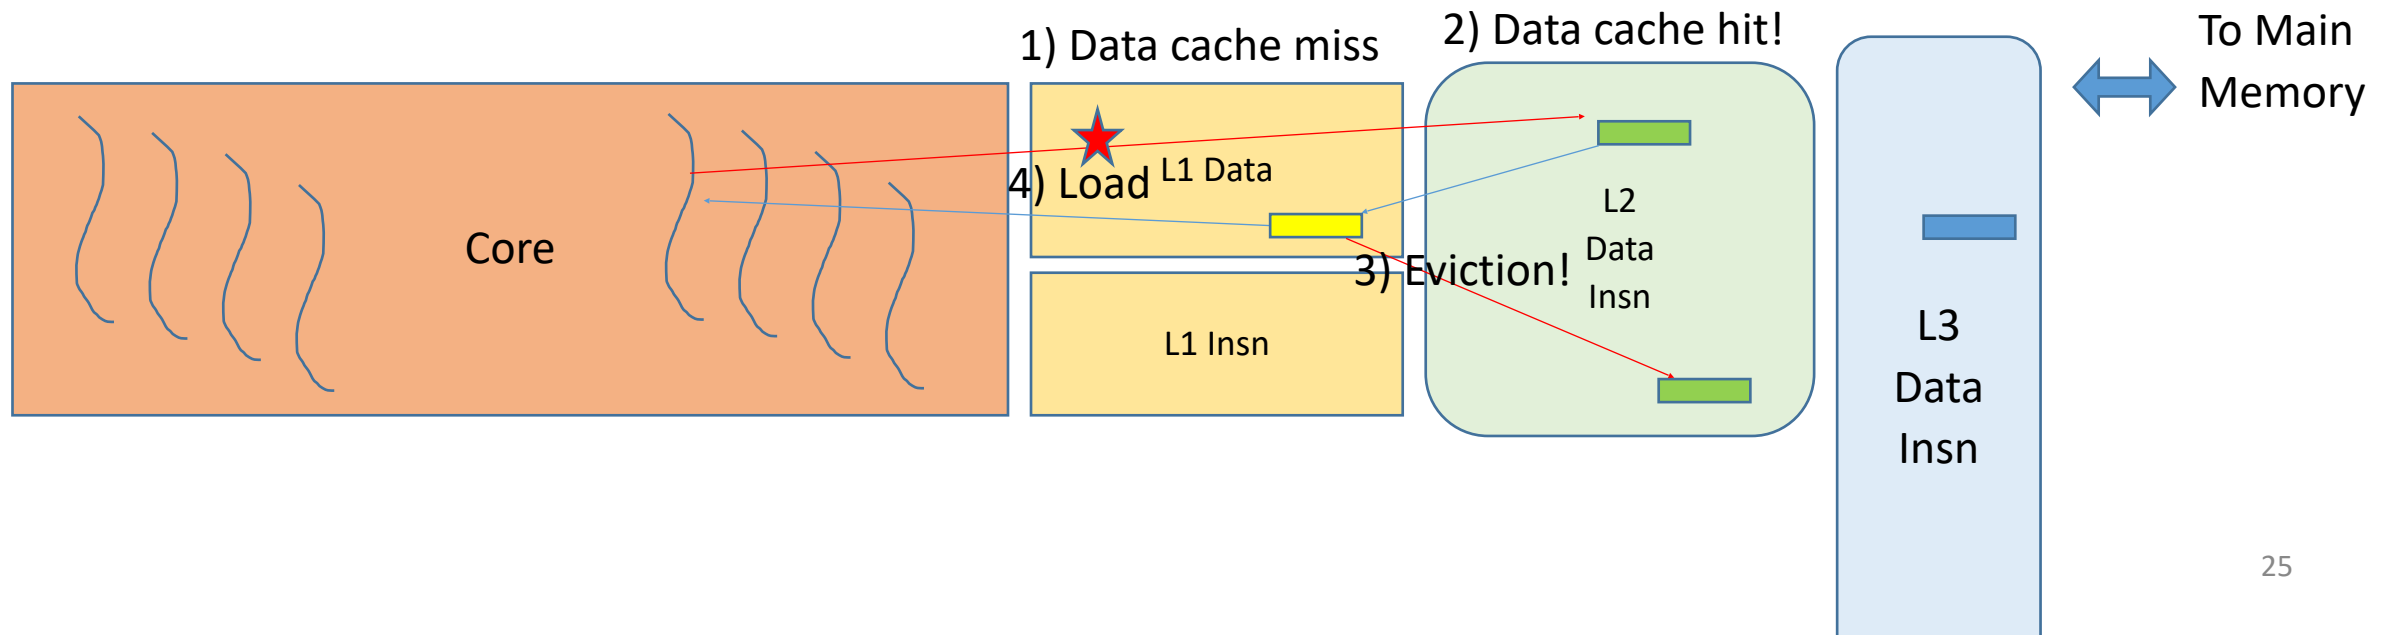 1) Data cache miss
2) Data cache hit!
To Main
Memory
Core
4) Load
L1 Data
3) Eviction!
L1 Insn
L2
Data
Insn
L3
Data
Insn
25